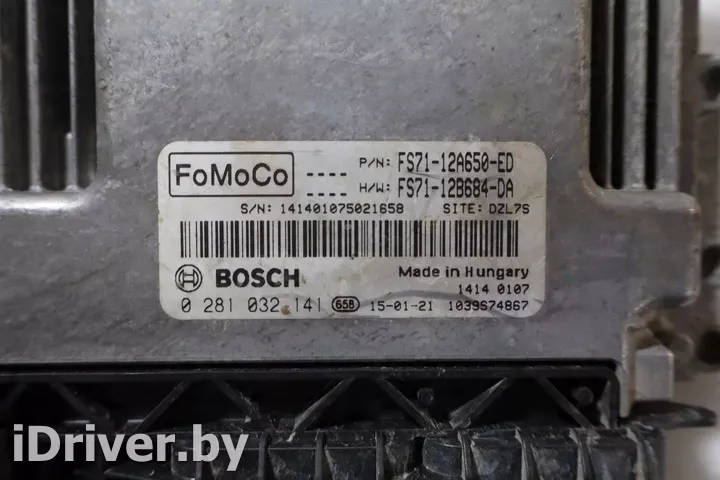 FoMoCo
---- P/N: FS71-12A650-ED
---- H/W: FS71-12B684-DA
S/N: 141401075021658 SITE: DZL7S
BOSCH Made in Hungary
1414 0107
0 281 032 141 65B 15-01-21 1039S74867
iDriver.by